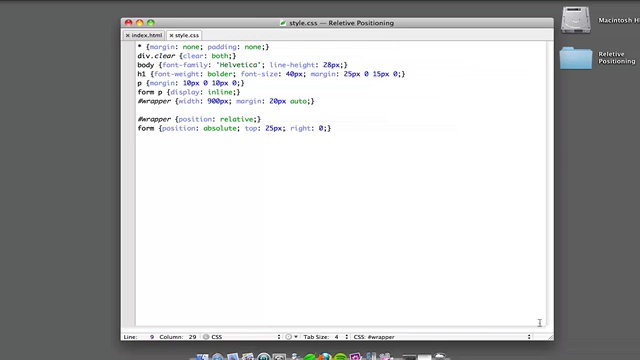 style.css — Reletive Positioning
index.html
style.css
* {margin: none; padding: none;}
div.clear {clear: both;}
body {font-family: "Helvetica"; line-height: 28px;}
h1 {font-weight: bolder; font-size: 40px; margin: 25px 0 15px 0;}
p {margin: 10px 0 10px 0;}
form p {display: inline;}
#wrapper {width: 900px; margin: 20px auto;}
#wrapper {position: relative;}
form {position: absolute; top: 25px; right: 0;}
Line: 9 Column: 29 CSS Tab Size: 4 CSS: #wrapper
Macintosh H
Reletive
Positioning